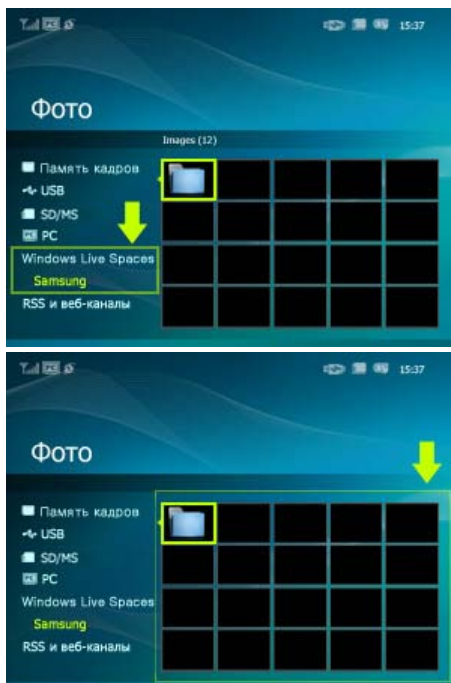 15:37
Фото
Images (12)
Память кадров
USB
SD/MS
PC
Windows Live Spaces
Samsung
RSS и веб-каналы
15:37
Фото
Память кадров
USB
SD/MS
PC
Windows Live Spaces
Samsung
RSS и веб-каналы